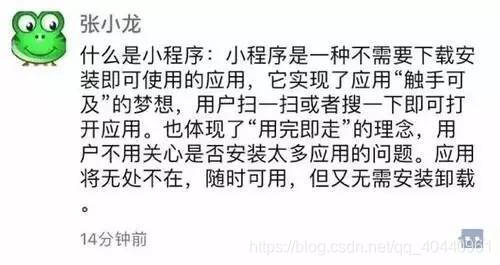 张小龙
什么是小程序：小程序是一种不需要下载安
装即可使用的应用，它实现了应用“触手可
及”的梦想，用户扫一扫或者搜一下即可打
开应用。也体现了“用完即走”的理念，用
户不用关心是否安装太多应用的问题。应用
将无处不在，随时可用，但又无需安装卸载
。
14分钟前
https://blog.csdn.net/qq_40440961